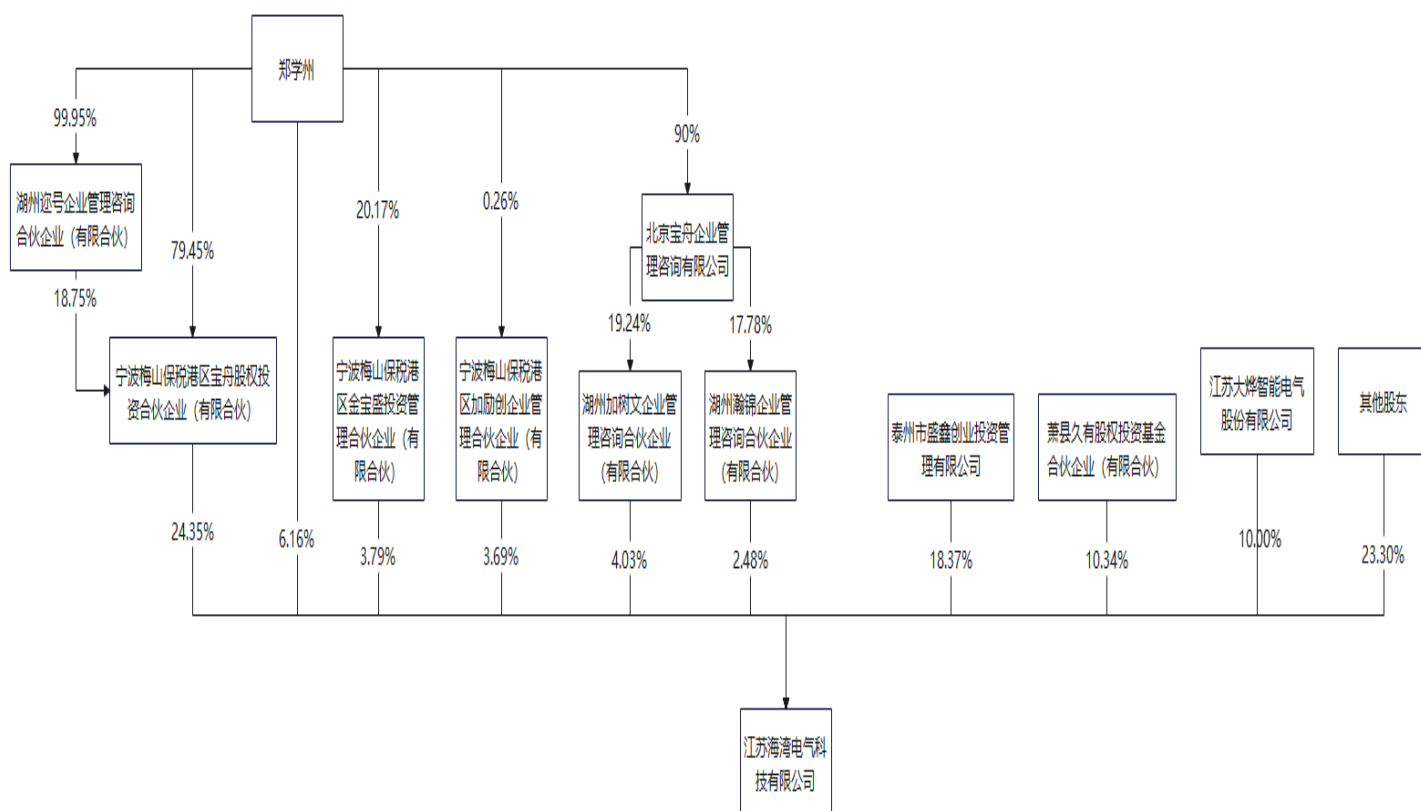 郑学州
99.95%
90%
湖州迩号企业管理咨询
合伙企业（有限合伙）
20.17%
0.26%
79.45%
北京宝舟企业管
理咨询有限公司
18.75%
19.24%
17.78%
宁波梅山保税港区宝舟股权投
资合伙企业（有限合伙）
宁波梅山保税港
区金宝盛投资管
理合伙企业（有
限合伙）
宁波梅山保税港
区加励创企业管
理合伙企业（有
限合伙）
湖州加树文企业管
理咨询合伙企业
（有限合伙）
湖州瀚锦企业管
理咨询合伙企业
（有限合伙）
泰州市盛鑫创业投资管
理有限公司
萧县久有股权投资基金
合伙企业（有限合伙）
江苏大烨智能电气
股份有限公司
其他股东
24.35%
6.16%
3.79%
3.69%
4.03%
2.48%
18.37%
10.34%
10.00%
23.30%
江苏海湾电气科
技有限公司